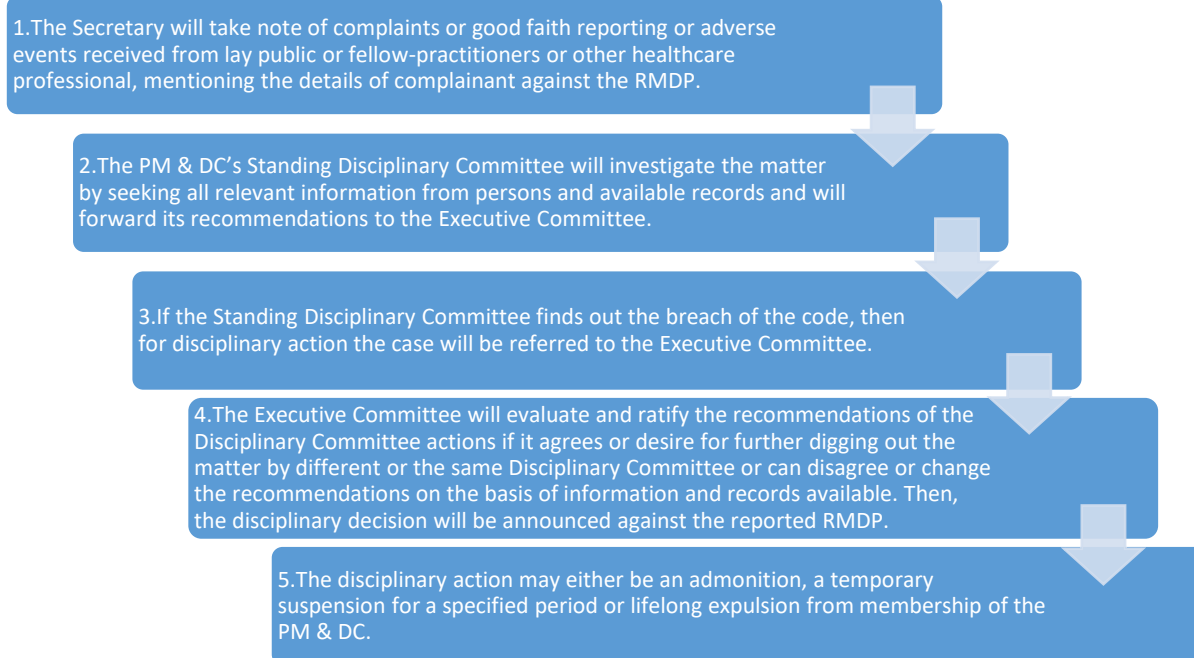 1.The Secretary will take note of complaints or good faith reporting or adverse
events received from lay public or fellow-practitioners or other healthcare
professional, mentioning the details of complainant against the RMDP.
2.The PM & DC’s Standing Disciplinary Committee will investigate the matter
by seeking all relevant information from persons and available records and will
forward its recommendations to the Executive Committee.
3.If the Standing Disciplinary Committee finds out the breach of the code, then
for disciplinary action the case will be referred to the Executive Committee.
4.The Executive Committee will evaluate and ratify the recommendations of the
Disciplinary Committee actions if it agrees or desire for further digging out the
matter by different or the same Disciplinary Committee or can disagree or change
the recommendations on the basis of information and records available. Then,
the disciplinary decision will be announced against the reported RMDP.
5.The disciplinary action may either be an admonition, a temporary
suspension for a specified period or lifelong expulsion from membership of the
PM & DC.